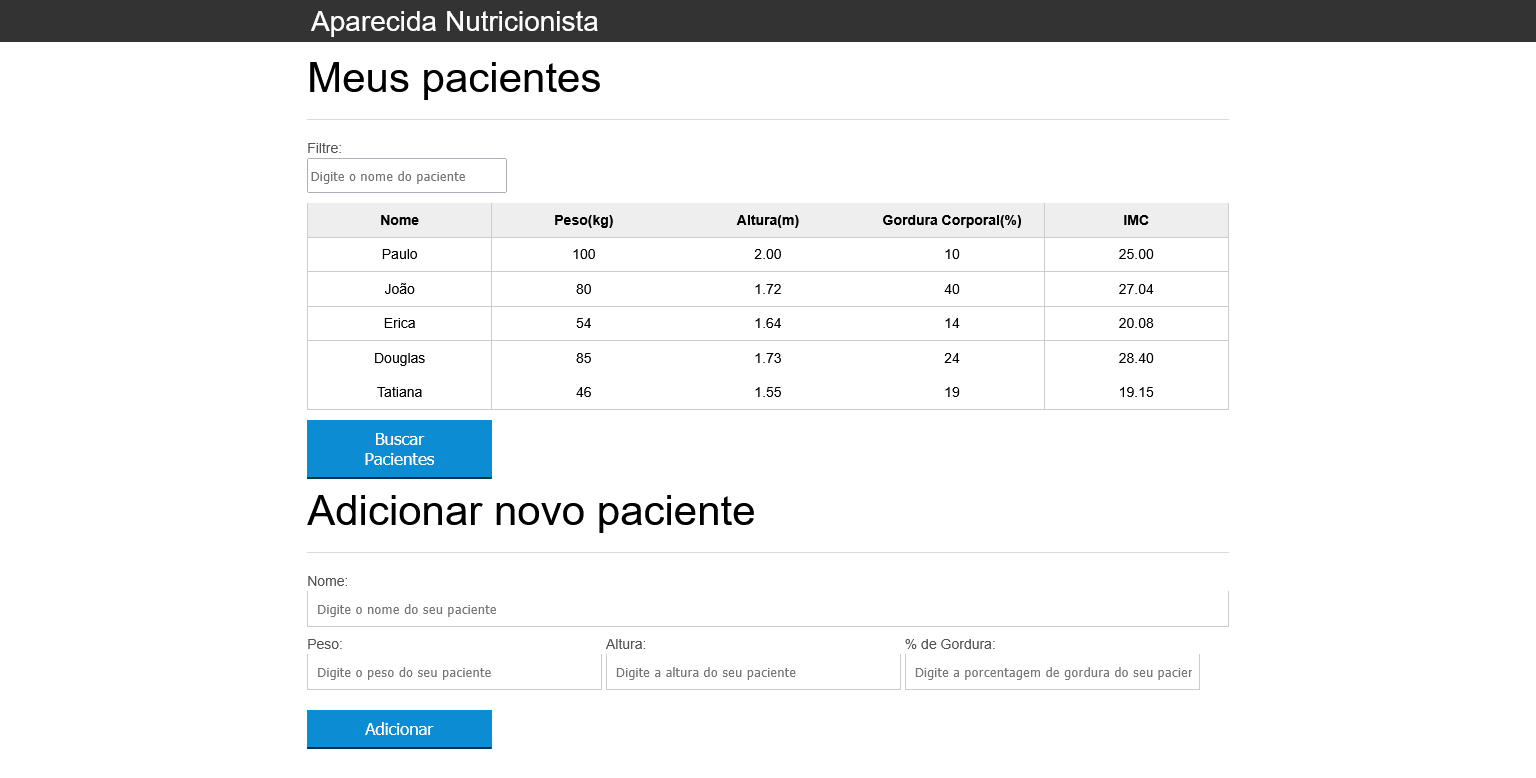 Aparecida Nutricionista
Meus pacientes
Filtre:
Digite o nome do paciente
Nome Peso(kg) Altura(m) Gordura Corporal(%) IMC
Paulo 100 2.00 10 25.00
João 80 1.72 40 27.04
Erica 54 1.64 14 20.08
Douglas 85 1.73 24 28.40
Tatiana 46 1.55 19 19.15
Buscar
Pacientes
Adicionar novo paciente
Nome:
Digite o nome do seu paciente
Peso: Altura: % de Gordura:
Digite o peso do seu paciente Digite a altura do seu paciente Digite a porcentagem de gordura do seu pacier
Adicionar